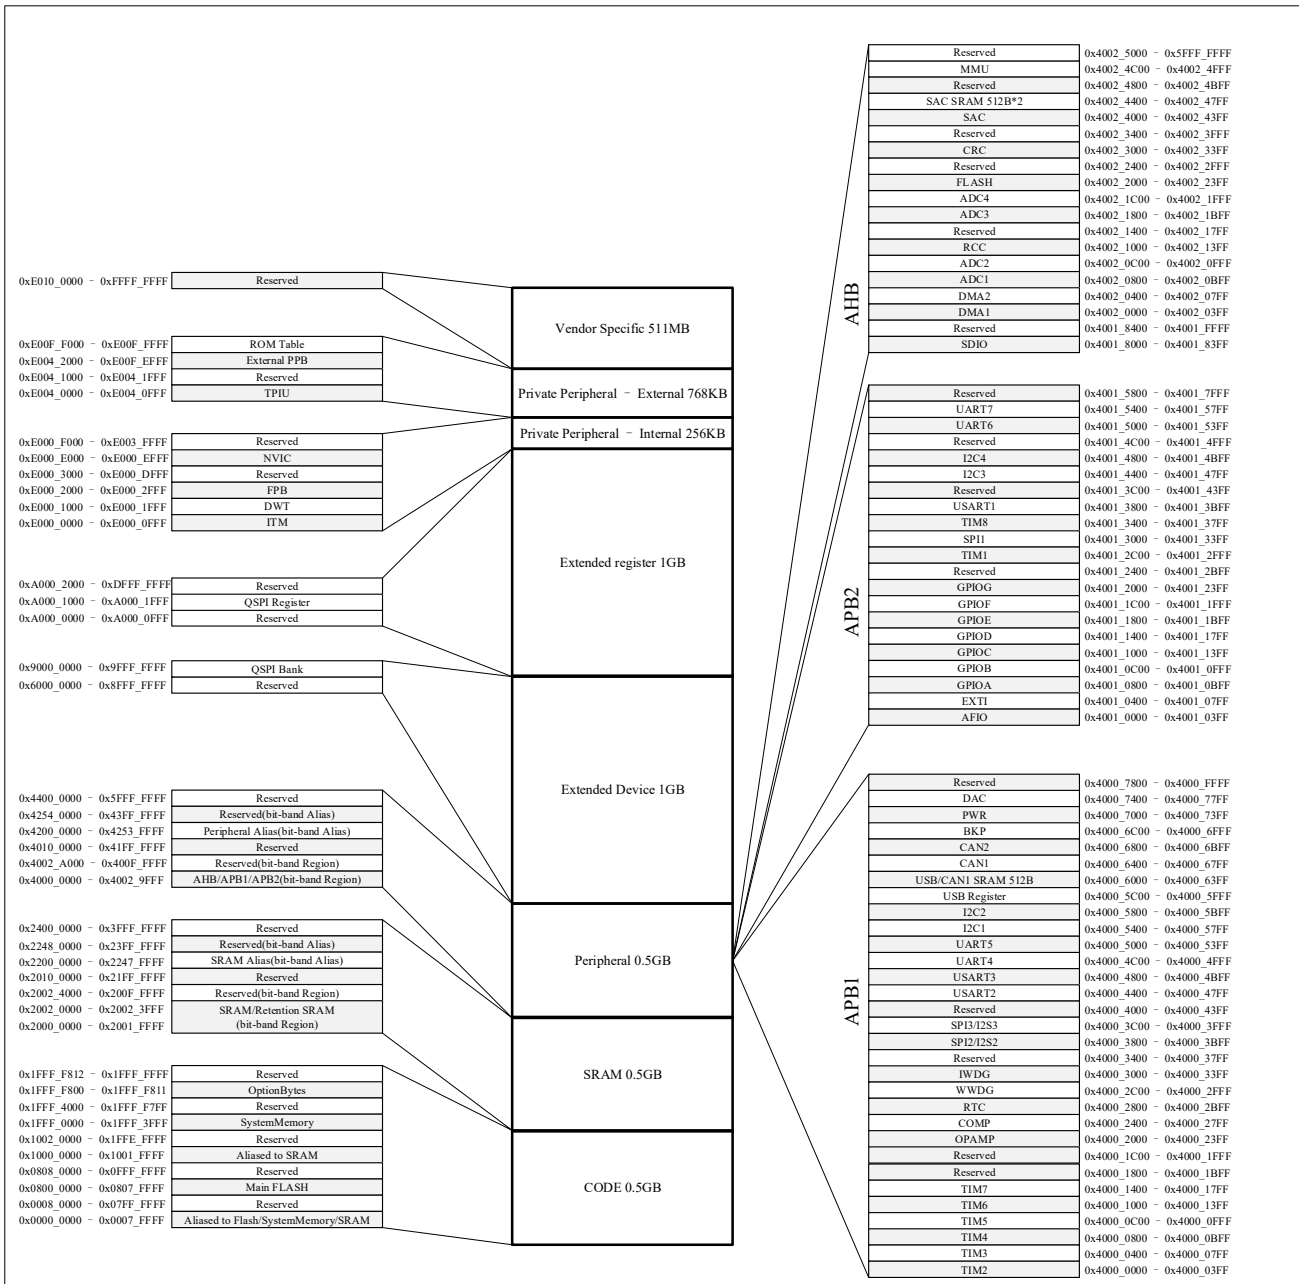 0xE010_0000 - 0xFFFF_FFFF Reserved
0xE00F_F000 - 0xE00F_FFFF ROM Table
0xE004_2000 - 0xE00F_EFFF External PPB
0xE004_1000 - 0xE004_1FFF Reserved
0xE004_0000 - 0xE004_0FFF TPIU
0xE000_F000 - 0xE003_FFFF Reserved
0xE000_E000 - 0xE000_EFFF NVIC
0xE000_3000 - 0xE000_DFFF Reserved
0xE000_2000 - 0xE000_2FFF FPB
0xE000_1000 - 0xE000_1FFF DWT
0xE000_0000 - 0xE000_0FFF ITM
0xA000_2000 - 0xDFFF_FFFF Reserved
0xA000_1000 - 0xA000_1FFF QSPI Register
0xA000_0000 - 0xA000_0FFF Reserved
0x9000_0000 - 0x9FFF_FFFF QSPI Bank
0x6000_0000 - 0x8FFF_FFFF Reserved
0x4400_0000 - 0x5FFF_FFFF Reserved
0x4254_0000 - 0x43FF_FFFF Reserved(bit-band Alias)
0x4200_0000 - 0x4253_FFFF Peripheral Alias(bit-band Alias)
0x4010_0000 - 0x41FF_FFFF Reserved
0x4002_A000 - 0x400F_FFFF Reserved(bit-band Region)
0x4000_0000 - 0x4002_9FFF AHB/APB1/APB2(bit-band Region)
0x2400_0000 - 0x3FFF_FFFF Reserved
0x2248_0000 - 0x23FF_FFFF Reserved(bit-band Alias)
0x2200_0000 - 0x2247_FFFF SRAM Alias(bit-band Alias)
0x2010_0000 - 0x21FF_FFFF Reserved
0x2002_4000 - 0x200F_FFFF Reserved(bit-band Region)
0x2002_0000 - 0x2002_3FFF SRAM/Retention SRAM
0x2000_0000 - 0x2001_FFFF (bit-band Region)
0x1FFF_F812 - 0x1FFF_FFFF Reserved
0x1FFF_F800 - 0x1FFF_F811 OptionBytes
0x1FFF_4000 - 0x1FFF_F7FF Reserved
0x1FFF_0000 - 0x1FFF_3FFF SystemMemory
0x1002_0000 - 0x1FFE_FFFF Reserved
0x1000_0000 - 0x1001_FFFF Aliased to SRAM
0x0808_0000 - 0x0FFF_FFFF Reserved
0x0800_0000 - 0x0807_FFFF Main FLASH
0x0008_0000 - 0x07FF_FFFF Reserved
0x0000_0000 - 0x0007_FFFF Aliased to Flash/SystemMemory/SRAM
Vendor Specific 511MB
Private Peripheral - External 768KB
Private Peripheral - Internal 256KB
Extended register 1GB
Extended Device 1GB
Peripheral 0.5GB
SRAM 0.5GB
CODE 0.5GB
AHB
Reserved 0x4002_5000 - 0x5FFF_FFFF
MMU 0x4002_4C00 - 0x4002_4FFF
Reserved 0x4002_4800 - 0x4002_4BFF
SAC SRAM 512B*2 0x4002_4400 - 0x4002_47FF
SAC 0x4002_4000 - 0x4002_43FF
Reserved 0x4002_3400 - 0x4002_3FFF
CRC 0x4002_3000 - 0x4002_33FF
Reserved 0x4002_2400 - 0x4002_2FFF
FLASH 0x4002_2000 - 0x4002_23FF
ADC4 0x4002_1C00 - 0x4002_1FFF
ADC3 0x4002_1800 - 0x4002_1BFF
Reserved 0x4002_1400 - 0x4002_17FF
RCC 0x4002_1000 - 0x4002_13FF
ADC2 0x4002_0C00 - 0x4002_0FFF
ADC1 0x4002_0800 - 0x4002_0BFF
DMA2 0x4002_0400 - 0x4002_07FF
DMA1 0x4002_0000 - 0x4002_03FF
Reserved 0x4001_8400 - 0x4001_FFFF
SDIO 0x4001_8000 - 0x4001_83FF
APB2
Reserved 0x4001_5800 - 0x4001_7FFF
UART7 0x4001_5400 - 0x4001_57FF
UART6 0x4001_5000 - 0x4001_53FF
Reserved 0x4001_4C00 - 0x4001_4FFF
I2C4 0x4001_4800 - 0x4001_4BFF
I2C3 0x4001_4400 - 0x4001_47FF
Reserved 0x4001_3C00 - 0x4001_43FF
USART1 0x4001_3800 - 0x4001_3BFF
TIM8 0x4001_3400 - 0x4001_37FF
SPI1 0x4001_3000 - 0x4001_33FF
TIM1 0x4001_2C00 - 0x4001_2FFF
Reserved 0x4001_2400 - 0x4001_2BFF
GPIOG 0x4001_2000 - 0x4001_23FF
GPIOF 0x4001_1C00 - 0x4001_1FFF
GPIOE 0x4001_1800 - 0x4001_1BFF
GPIOD 0x4001_1400 - 0x4001_17FF
GPIOC 0x4001_1000 - 0x4001_13FF
GPIOB 0x4001_0C00 - 0x4001_0FFF
GPIOA 0x4001_0800 - 0x4001_0BFF
EXTI 0x4001_0400 - 0x4001_07FF
AFIO 0x4001_0000 - 0x4001_03FF
APB1
Reserved 0x4000_7800 - 0x4000_FFFF
DAC 0x4000_7400 - 0x4000_77FF
PWR 0x4000_7000 - 0x4000_73FF
BKP 0x4000_6C00 - 0x4000_6FFF
CAN2 0x4000_6800 - 0x4000_6BFF
CAN1 0x4000_6400 - 0x4000_67FF
USB/CAN1 SRAM 512B 0x4000_6000 - 0x4000_63FF
USB Register 0x4000_5C00 - 0x4000_5FFF
I2C2 0x4000_5800 - 0x4000_5BFF
I2C1 0x4000_5400 - 0x4000_57FF
UART5 0x4000_5000 - 0x4000_53FF
UART4 0x4000_4C00 - 0x4000_4FFF
USART3 0x4000_4800 - 0x4000_4BFF
USART2 0x4000_4400 - 0x4000_47FF
Reserved 0x4000_4000 - 0x4000_43FF
SPI3/I2S3 0x4000_3C00 - 0x4000_3FFF
SPI2/I2S2 0x4000_3800 - 0x4000_3BFF
Reserved 0x4000_3400 - 0x4000_37FF
IWDG 0x4000_3000 - 0x4000_33FF
WWDG 0x4000_2C00 - 0x4000_2FFF
RTC 0x4000_2800 - 0x4000_2BFF
COMP 0x4000_2400 - 0x4000_27FF
OPAMP 0x4000_2000 - 0x4000_23FF
Reserved 0x4000_1C00 - 0x4000_1FFF
Reserved 0x4000_1800 - 0x4000_1BFF
TIM7 0x4000_1400 - 0x4000_17FF
TIM6 0x4000_1000 - 0x4000_13FF
TIM5 0x4000_0C00 - 0x4000_0FFF
TIM4 0x4000_0800 - 0x4000_0BFF
TIM3 0x4000_0400 - 0x4000_07FF
TIM2 0x4000_0000 - 0x4000_03FF